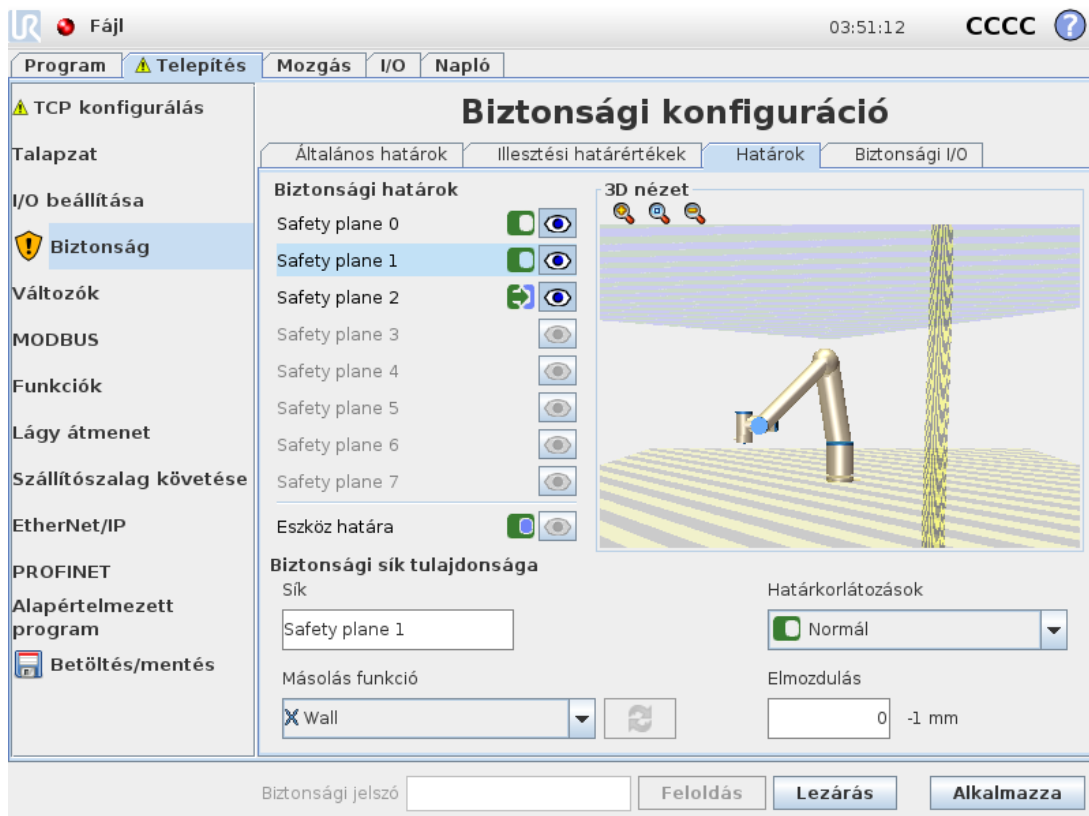 UR Fájl 03:51:12 CCCC ?
Program Telepítés Mozgás I/O Napló
TCP konfigurálás
Talapzat
I/O beállítása
Biztonság
Változók
MODBUS
Funkciók
Lágy átmenet
Szállítószalag követése
EtherNet/IP
PROFINET
Alapértelmezett
program
Betöltés/mentés
Biztonsági konfiguráció
Általános határok Illesztési határértékek Határok Biztonsági I/O
Biztonsági határok
Safety plane 0
Safety plane 1
Safety plane 2
Safety plane 3
Safety plane 4
Safety plane 5
Safety plane 6
Safety plane 7
Eszköz határa
3D nézet
Biztonsági sík tulajdonsága
Sík
Safety plane 1
Határkorlátozások
Normál
Másolás funkció
Wall
Elmozdulás
0 -1 mm
Biztonsági jelszó Feloldás Lezárás Alkalmazza